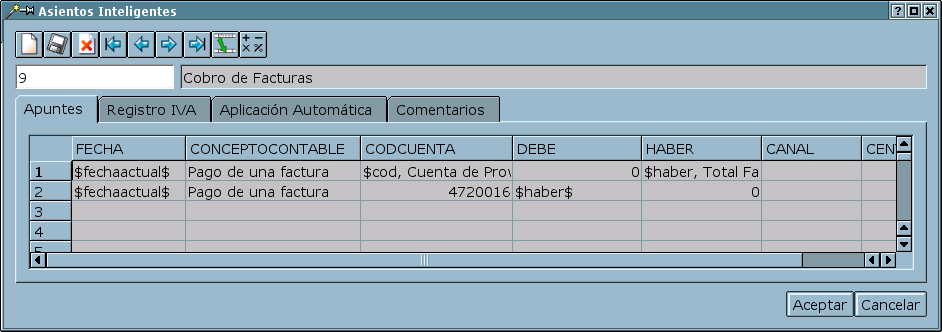 Asientos Inteligentes
9 Cobro de Facturas
Apuntes Registro IVA Aplicación Automática Comentarios
FECHA CONCEPTOCONTABLE CODCUENTA DEBE HABER CANAL CEN
1 $fechaactual$ Pago de una factura $cod, Cuenta de Prov 0 $haber, Total Fa
2 $fechaactual$ Pago de una factura 4720016 $haber$ 0
3
4
5
Aceptar Cancelar